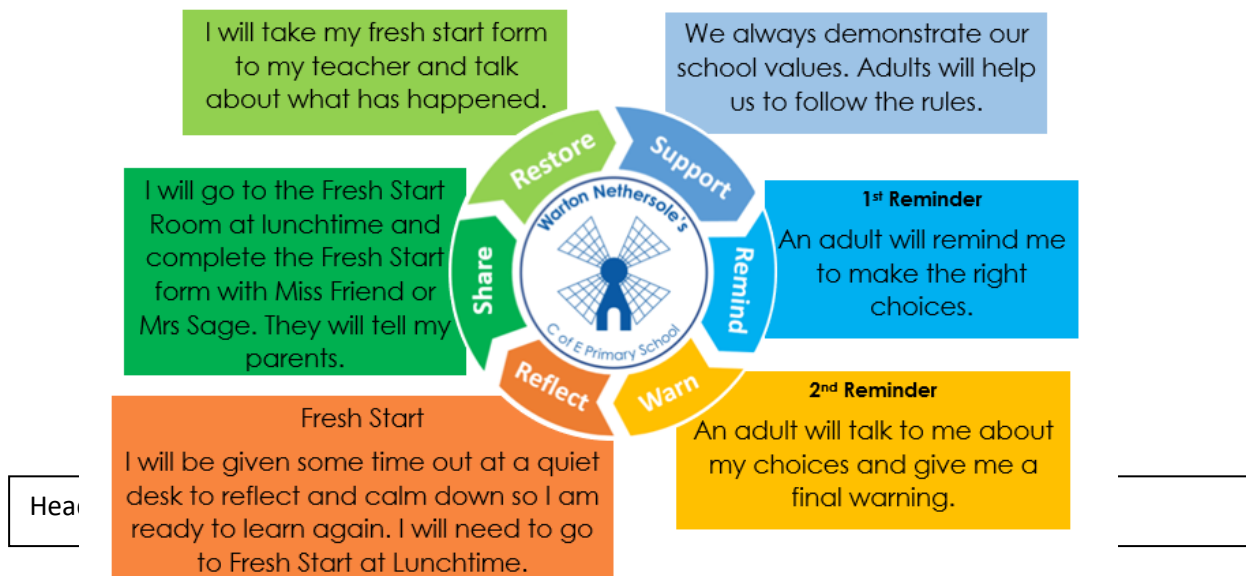 I will take my fresh start form
to my teacher and talk
about what has happened.
We always demonstrate our
school values. Adults will help
us to follow the rules.
Restore
Support
I will go to the Fresh Start
Room at lunchtime and
complete the Fresh Start
form with Miss Friend or
Mrs Sage. They will tell my
parents.
Share
Warton Nethersole's
C of E Primary School
Remind
1st Reminder
An adult will remind me
to make the right
choices.
Reflect
Warn
Fresh Start
I will be given some time out at a quiet
desk to reflect and calm down so I am
ready to learn again. I will need to go
to Fresh Start at Lunchtime.
2nd Reminder
An adult will talk to me about
my choices and give me a
final warning.